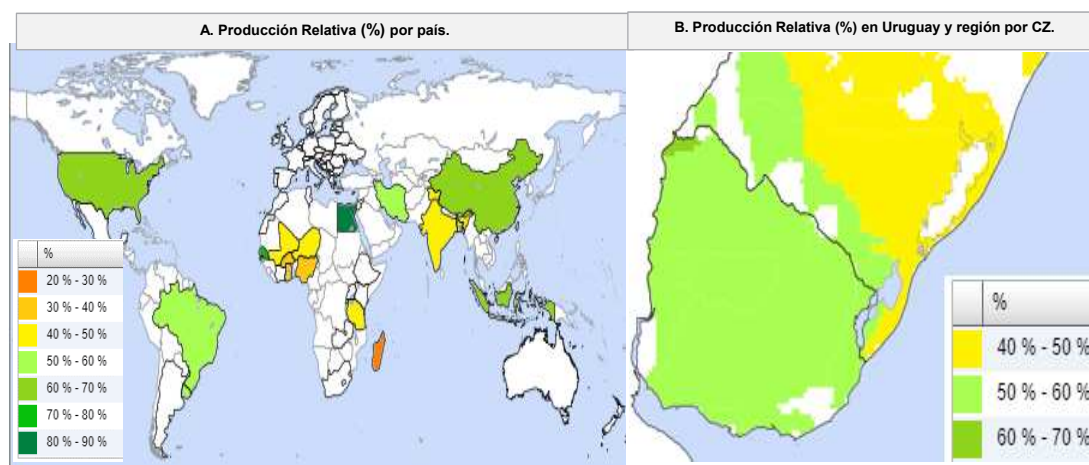 A. Producción Relativa (%) por país.
B. Producción Relativa (%) en Uruguay y región por CZ.
%
20 % - 30 %
30 % - 40 %
40 % - 50 %
50 % - 60 %
60 % - 70 %
70 % - 80 %
80 % - 90 %
%
40 % - 50 %
50 % - 60 %
60 % - 70 %